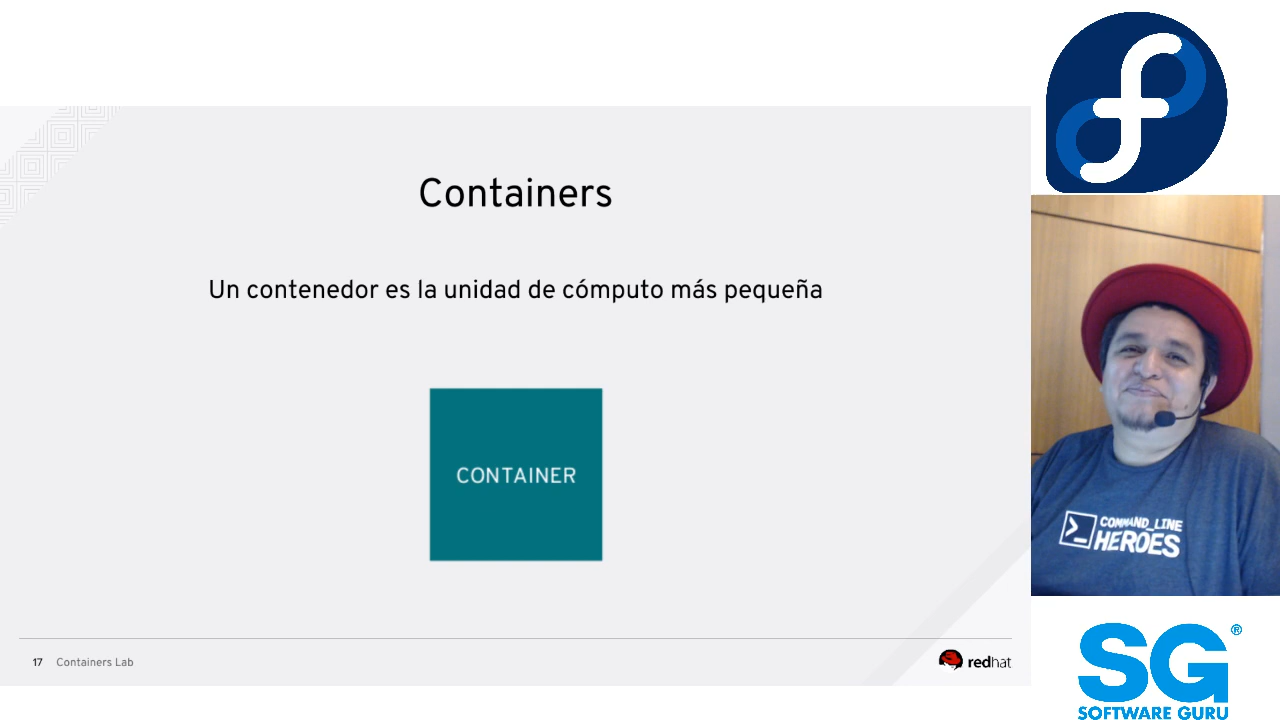 Containers
Un contenedor es la unidad de cómputo más pequeña
CONTAINER
17 Containers Lab
redhat
COMMAND_LINE
HEROES
SG®
SOFTWARE GURU